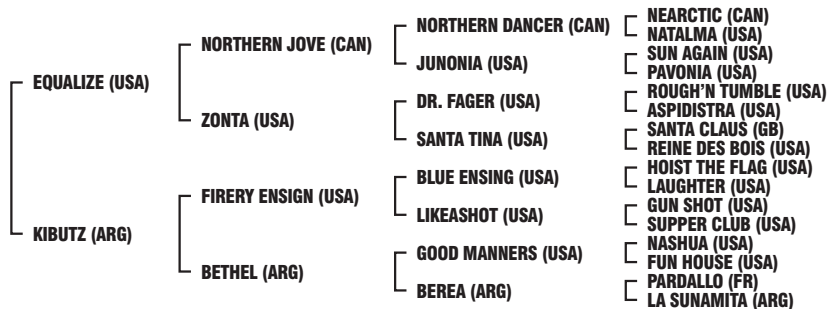 EQUALIZE (USA)
KIBUTZ (ARG)
NORTHERN JOVE (CAN)
ZONTA (USA)
FIRERY ENSIGN (USA)
BETHEL (ARG)
NORTHERN DANCER (CAN)
JUNONIA (USA)
DR. FAGER (USA)
SANTA TINA (USA)
BLUE ENSING (USA)
LIKEASHOT (USA)
GOOD MANNERS (USA)
BEREA (ARG)
NEARCTIC (CAN)
NATALMA (USA)
SUN AGAIN (USA)
PAVONIA (USA)
ROUGH'N TUMBLE (USA)
ASPIDISTRA (USA)
SANTA CLAUS (GB)
REINE DES BOIS (USA)
HOIST THE FLAG (USA)
LAUGHTER (USA)
GUN SHOT (USA)
SUPPER CLUB (USA)
NASHUA (USA)
FUN HOUSE (USA)
PARDALLO (FR)
LA SUNAMITA (ARG)